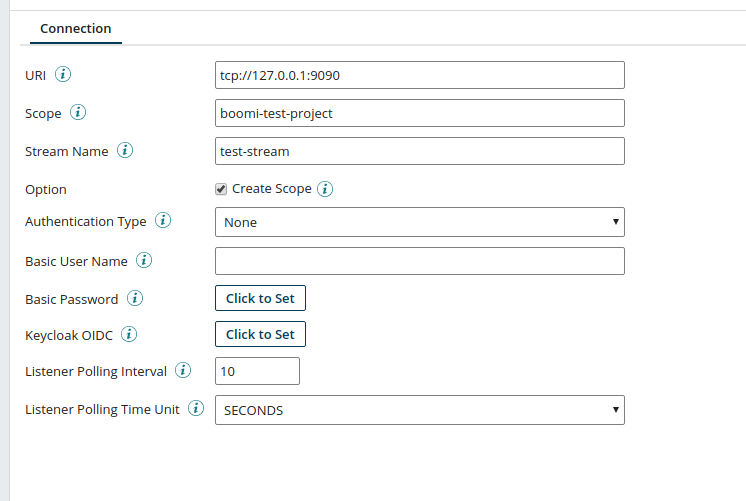 Connection
URI i tcp://127.0.0.1:9090
Scope i boomi-test-project
Stream Name i test-stream
Option Create Scope i
Authentication Type i None
Basic User Name i
Basic Password i Click to Set
Keycloak OIDC i Click to Set
Listener Polling Interval i 10
Listener Polling Time Unit i SECONDS